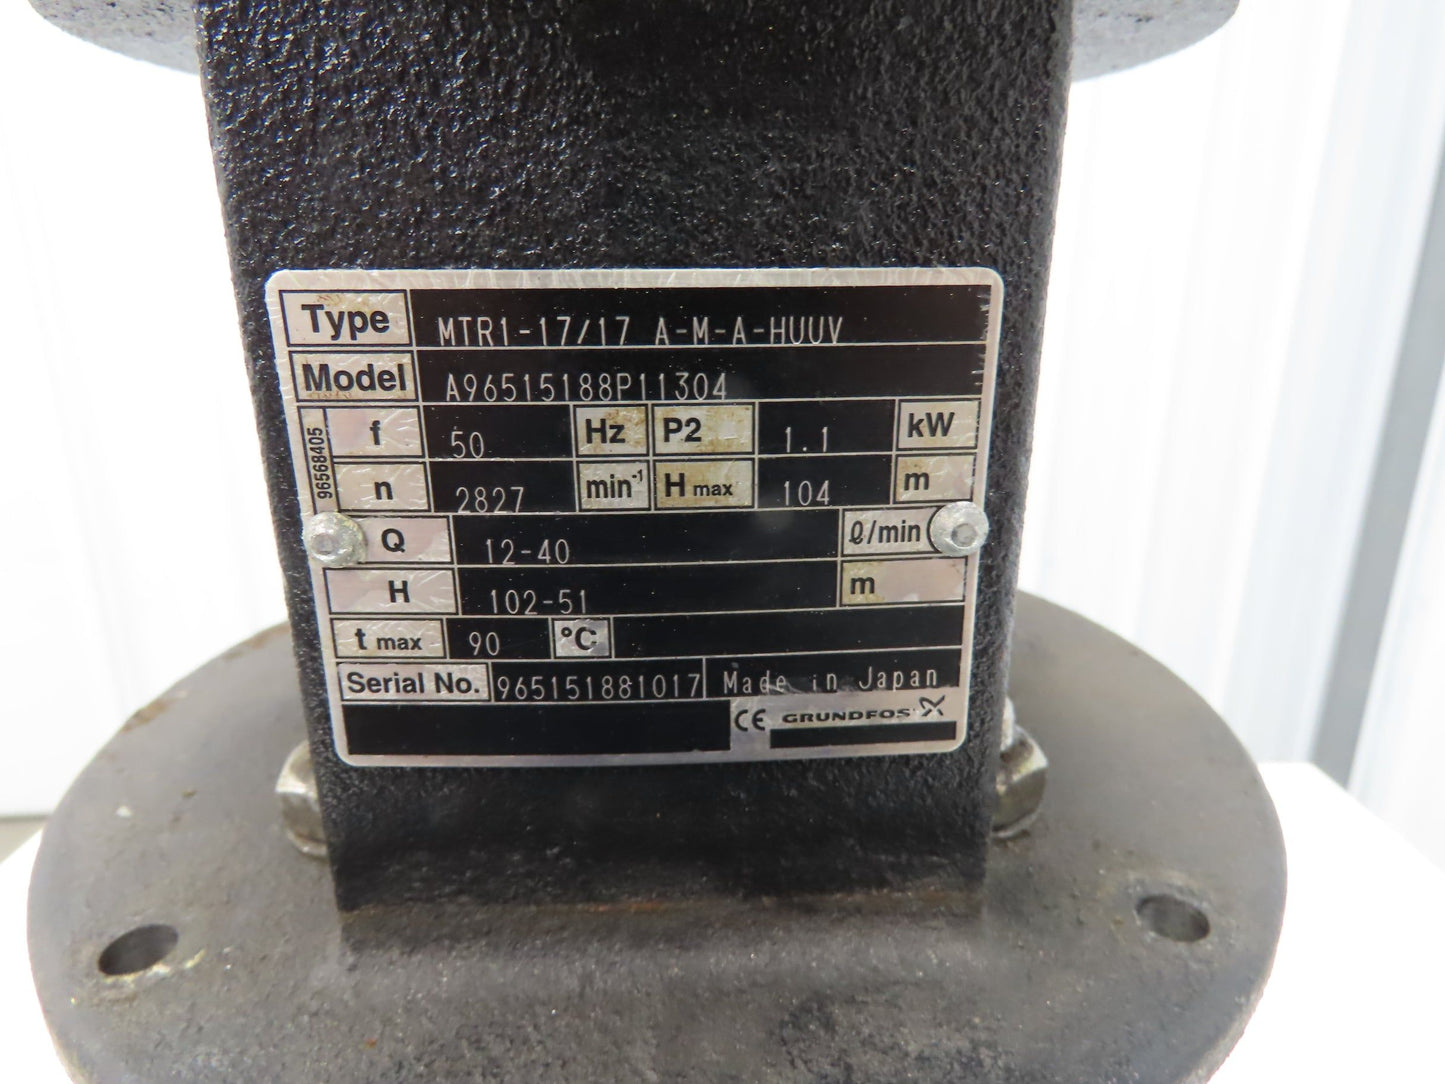 Type MTR1-17/17 A-M-A-HUUV
Model A96515188P11304
96568405
f 50 Hz P2 1.1 kW
n 2827 min-1 H max 104 m
Q 12-40 ℓ/min
H 102-51 m
t max 90 °C
Serial No. 965151881017 Made in Japan
CE GRUNDFOS